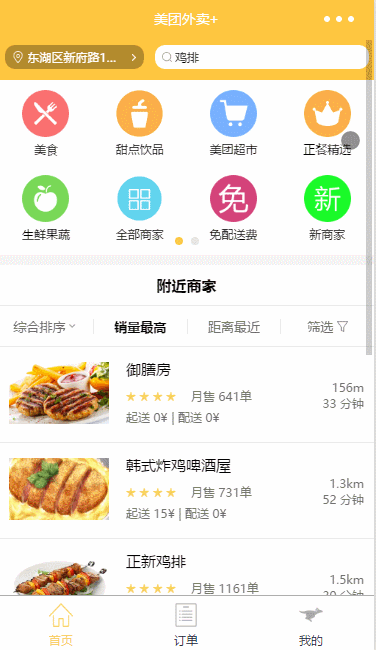 美团外卖+
东湖区新府路1...
鸡排
美食
甜点饮品
美团超市
正餐精选
免
新
生鲜果蔬
全部商家
免配送费
新商家
附近商家
综合排序
销量最高
距离最近
筛选
御膳房
月售 641单
156m
33 分钟
起送 0¥ | 配送 0¥
韩式炸鸡啤酒屋
月售 731单
1.3km
52 分钟
起送 15¥ | 配送 0¥
正新鸡排
月售 1161单
1.5km
首页
订单
我的